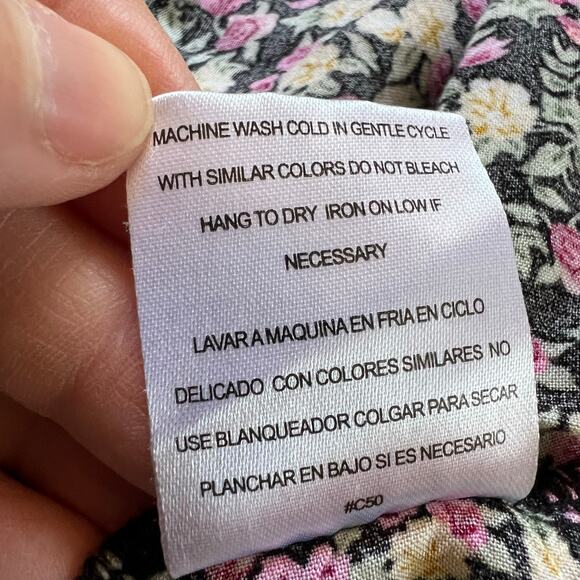 MACHINE WASH COLD IN GENTLE CYCLE
WITH SIMILAR COLORS DO NOT BLEACH
HANG TO DRY IRON ON LOW IF
NECESSARY
LAVAR A MAQUINA EN FRIA EN CICLO
DELICADO CON COLORES SIMILARES NO
USE BLANQUEADOR COLGAR PARA SECAR
PLANCHAR EN BAJO SI ES NECESARIO
#C50